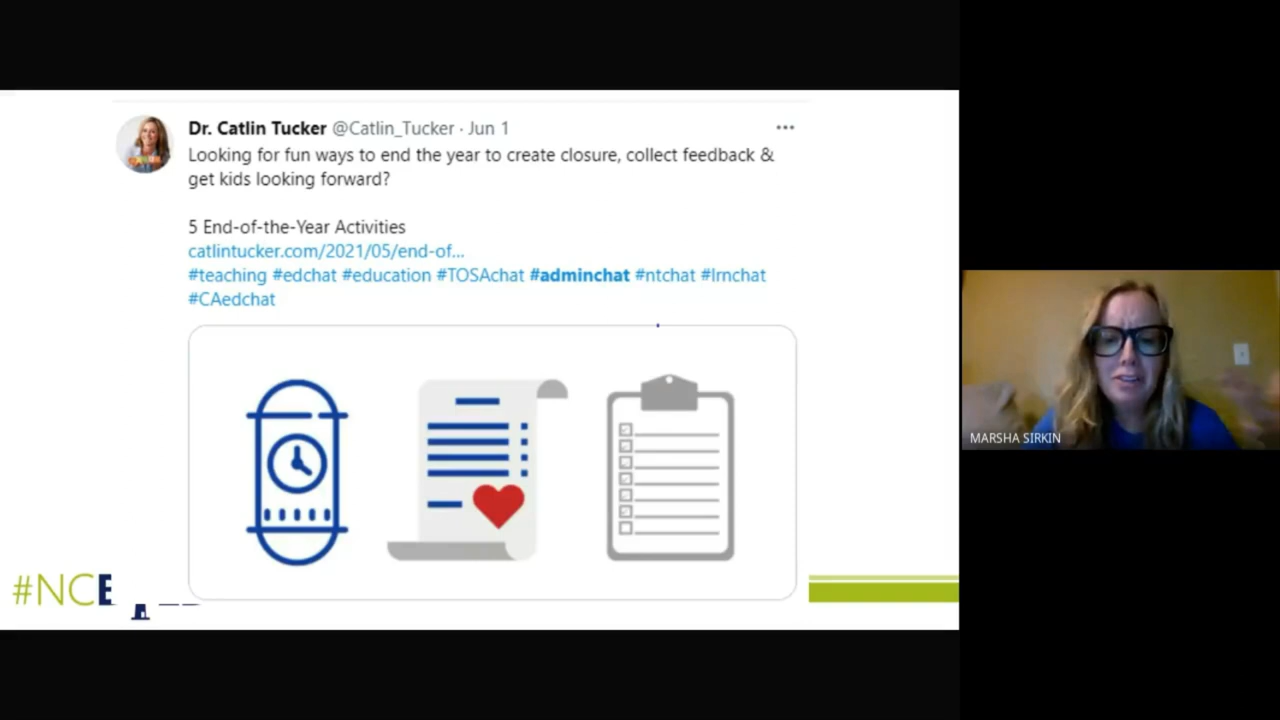 Dr. Catlin Tucker @Catlin_Tucker · Jun 1
Looking for fun ways to end the year to create closure, collect feedback &
get kids looking forward?
5 End-of-the-Year Activities
catlintucker.com/2021/05/end-of...
#teaching #edchat #education #TOSAchat #adminchat #ntchat #lrnchat
#CAedchat
MARSHA SIRKIN
#NCE